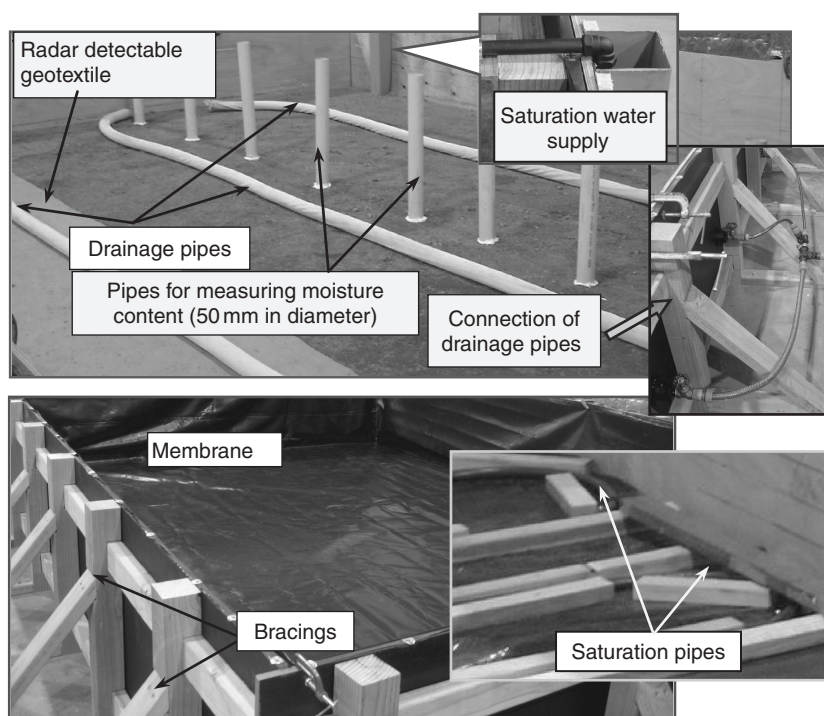 Radar detectable
geotextile
Saturation water
supply
Drainage pipes
Pipes for measuring moisture
content (50 mm in diameter)
Connection of
drainage pipes
Membrane
Bracings
Saturation pipes